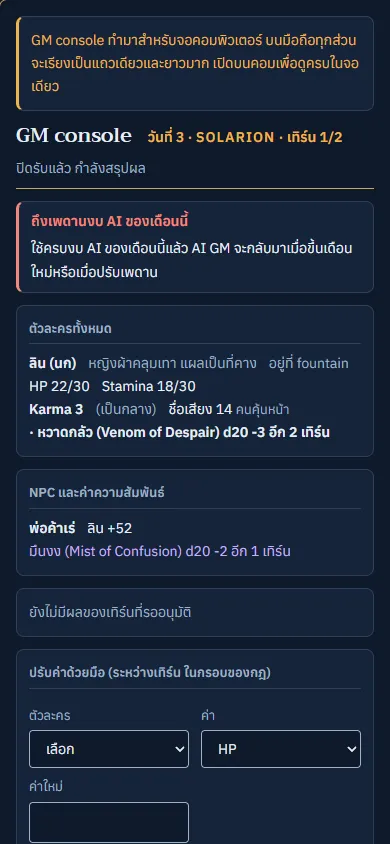 GM console ทำมาสำหรับจอคอมพิวเตอร์ บนมือถือทุกส่วน
จะเรียงเป็นแถวเดียวและยาวมาก เปิดบนคอมเพื่อดูครบในจอ
เดียว
GM console วันที่ 3 · SOLARION · เทิร์น 1/2
ปิดรับแล้ว กำลังสรุปผล
ถึงเพดานงบ AI ของเดือนนี้
ใช้ครบงบ AI ของเดือนนี้แล้ว AI GM จะกลับมาเมื่อขึ้นเดือน
ใหม่หรือเมื่อปรับเพดาน
ตัวละครทั้งหมด
ลิน (นก) หญิงผ้าคลุมเทา แผลเป็นที่คาง อยู่ที่ fountain
HP 22/30 Stamina 18/30
Karma 3 (เป็นกลาง) ชื่อเสียง 14 คนคุ้นหน้า
· หวาดกลัว (Venom of Despair) d20 -3 อีก 2 เทิร์น
NPC และค่าความสัมพันธ์
พ่อค้าเร่ ลิน +52
มึนงง (Mist of Confusion) d20 -2 อีก 1 เทิร์น
ยังไม่มีผลของเทิร์นที่รออนุมัติ
ปรับค่าด้วยมือ (ระหว่างเทิร์น ในกรอบของกฎ)
ตัวละคร ค่า
เลือก HP
ค่าใหม่